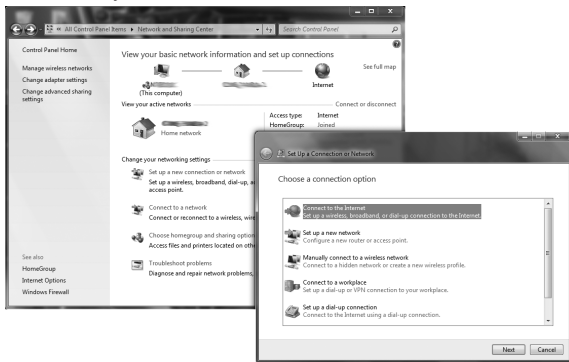 « All Control Panel Items ▸ Network and Sharing Center
Search Control Panel
Control Panel Home
Manage wireless networks
Change adapter settings
Change advanced sharing
settings
See also
HomeGroup
Internet Options
Windows Firewall
View your basic network information and set up connections
See full map
(This computer)
Internet
View your active networks
Connect or disconnect
Home network
Access type: Internet
HomeGroup: Joined
Change your networking settings
Set up a new connection or network
Set up a wireless, broadband, dial-up,
access point.
Connect to a network
Connect or reconnect to a wireless,
Choose homegroup and sharing
Access files and printers located on
Troubleshoot problems
Diagnose and repair network problems,
Set Up a Connection or Network
Choose a connection option
Connect to the Internet
Set up a wireless, broadband, or dial-up connection to the Internet.
Set up a new network
Configure a new router or access point.
Manually connect to a wireless network
Connect to a hidden network or create a new wireless profile.
Connect to a workplace
Set up a dial-up or VPN connection to your workplace.
Set up a dial-up connection
Connect to the Internet using a dial-up connection.
Next
Cancel